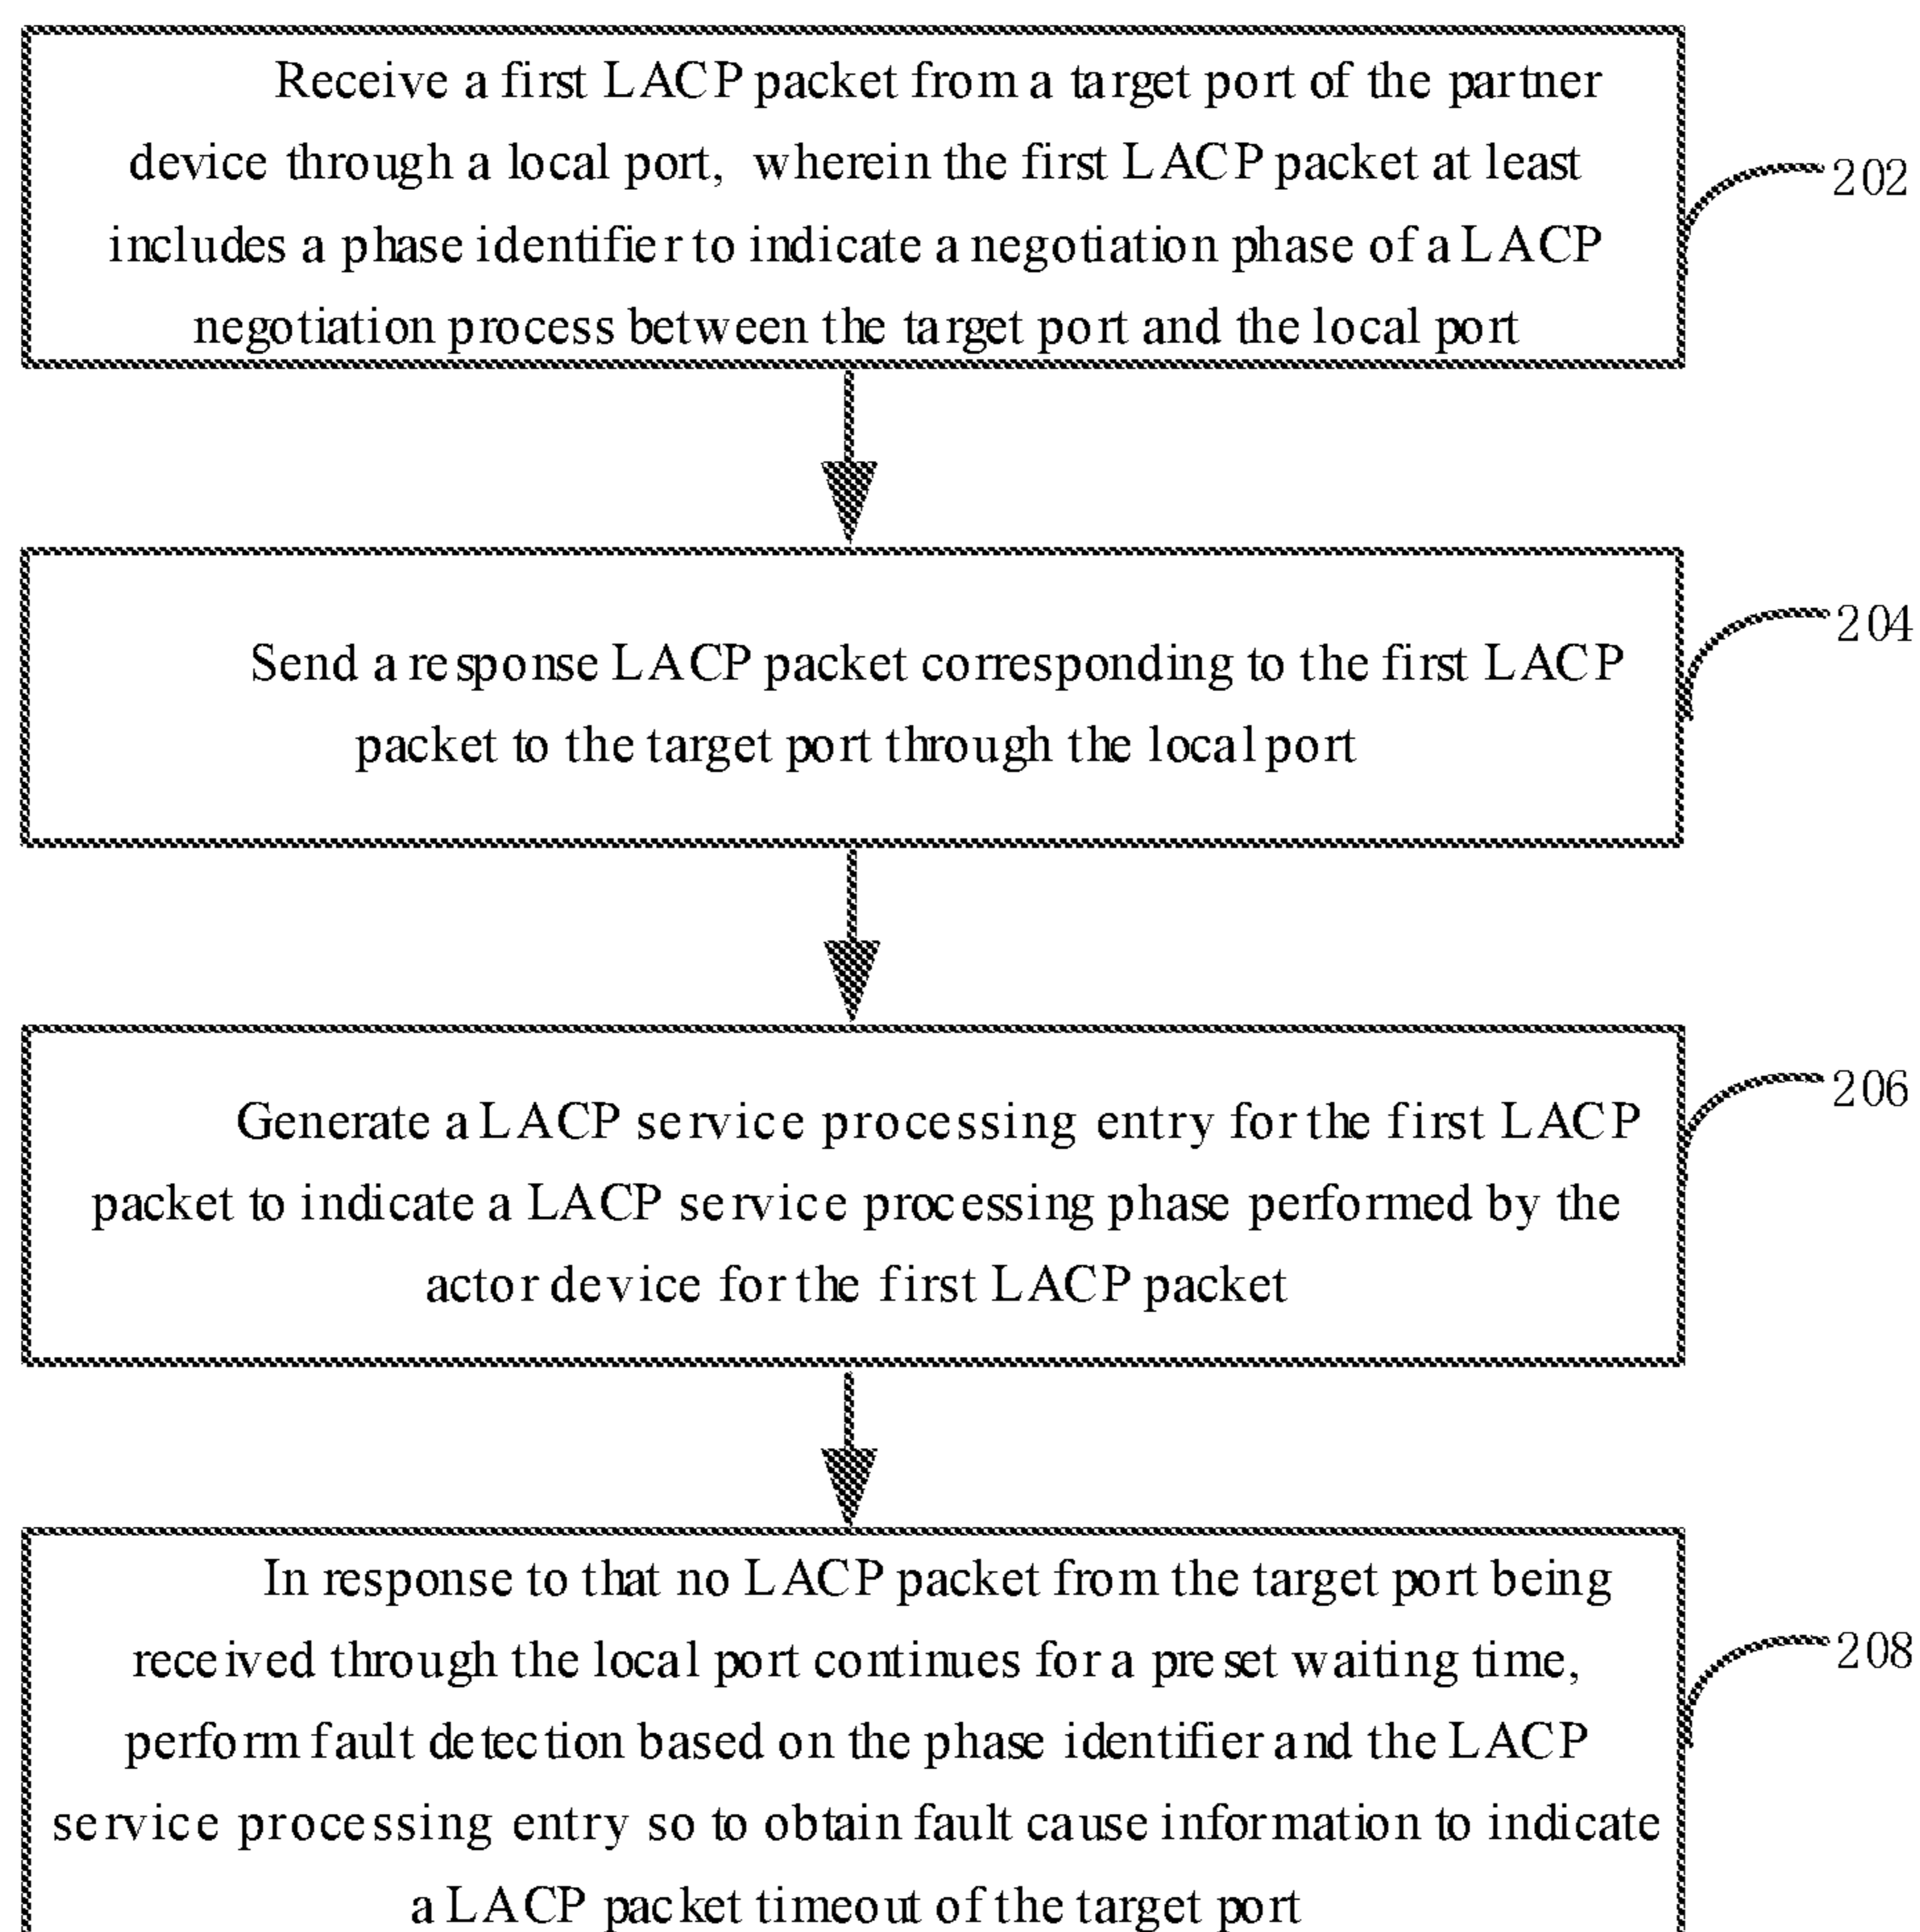 Receive a first LACP packet from a target port of the partner
device through a local port, wherein the first LACP packet at least
includes a phase identifier to indicate a negotiation phase of a LACP
negotiation process between the target port and the local port
202
Send a response LACP packet corresponding to the first LACP
packet to the target port through the local port
204
Generate a LACP service processing entry for the first LACP
packet to indicate a LACP service processing phase performed by the
actor device for the first LACP packet
206
In response to that no LACP packet from the target port being
received through the local port continues for a preset waiting time,
perform fault detection based on the phase identifier and the LACP
service processing entry so to obtain fault cause information to indicate
a LACP packet timeout of the target port
208